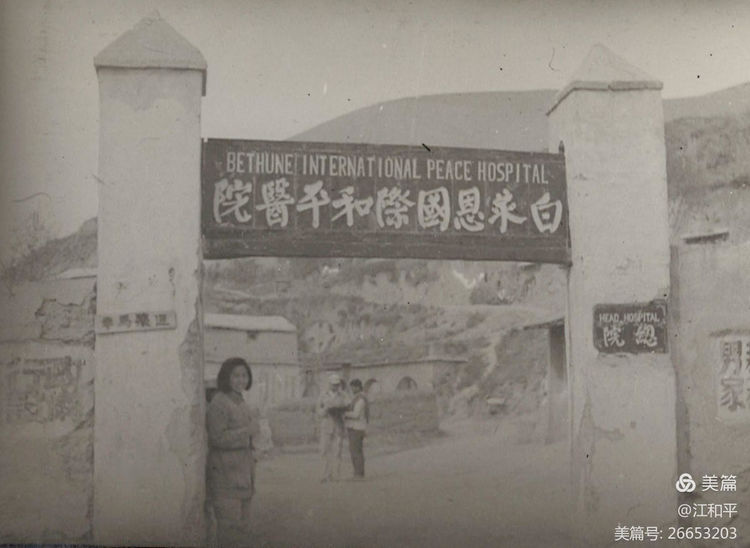 BETHUNE INTERNATIONAL PEACE HOSPITAL
白求恩國際和平醫院
HEAD HOSPITAL
總院
家
美篇
@江和平
美篇号: 26653203